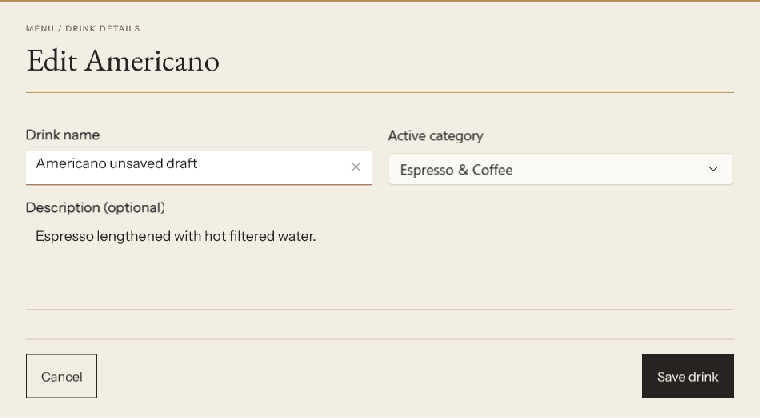 MENU / DRINK DETAILS
Edit Americano
Drink name
Active category
Americano unsaved draft
Espresso & Coffee
Description (optional)
Espresso lengthened with hot filtered water.
Cancel
Save drink